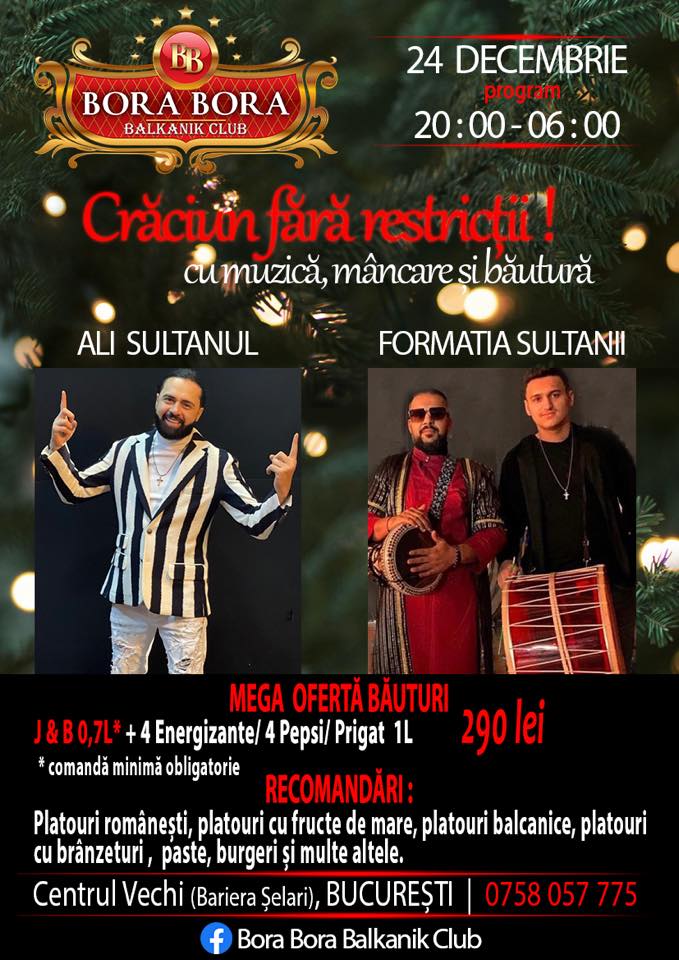 BB
BORA BORA
BALKANIK CLUB
24 DECEMBRIE
program
20:00-06:00
Crăciun fără restricții !
cu muzică, mâncare și băutură
ALI SULTANUL
FORMATIA SULTANII
MEGA OFERTĂ BĂUTURI
J & B 0,7L* + 4 Energizante/ 4 Pepsi/ Prigat 1L 290 lei
* comandă minimă obligatorie
RECOMANDĂRI :
Platouri românești, platouri cu fructe de mare, platouri balcanice, platouri
cu brânzeturi , paste, burgeri și multe altele.
Centrul Vechi (Bariera Șelari), BUCUREȘTI | 0758 057 775
Bora Bora Balkanik Club